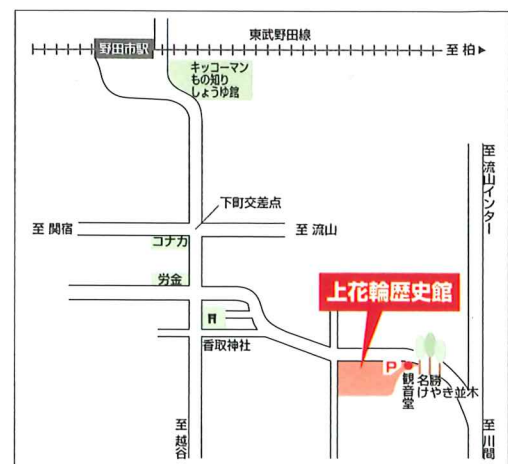 東武野田線
野田市駅
至 柏▶
キッコーマン
もの知り
しょうゆ館
至 流山インター
下町交差点
至 関宿
至 流山
コナカ
労金
上花輪歴史館
香取神社
P
観音堂
名勝
けやき並木
至 越谷
至 川間